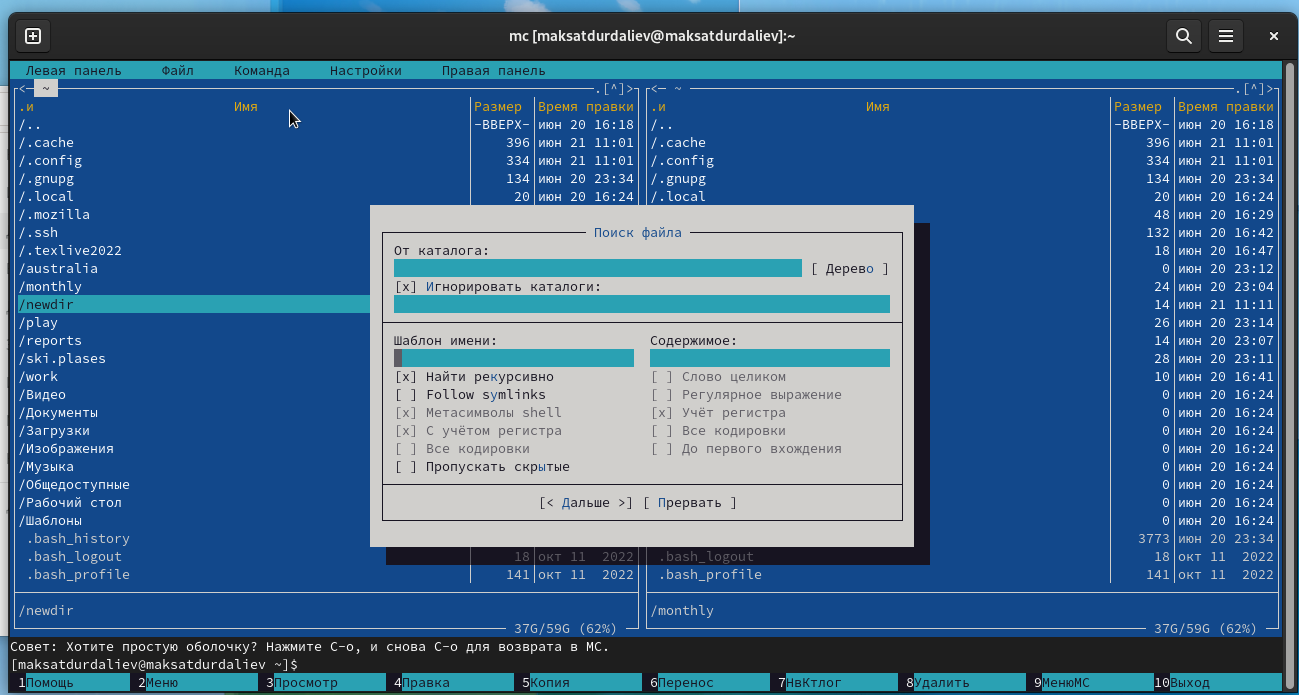 mc [maksatdurdaliev@maksatdurdaliev]:~
Левая панель Файл Команда Настройки Правая панель
<─ ~ .[^]> <─ ~ .[^]>
.и Имя Размер Время правки .и Имя Размер Время правки
/.. -ВВЕРХ- июн 20 16:18 /.. -ВВЕРХ- июн 20 16:18
/.cache 396 июн 21 11:01 /.cache 396 июн 21 11:01
/.config 334 июн 21 11:01 /.config 334 июн 21 11:01
/.gnupg 134 июн 20 23:34 /.gnupg 134 июн 20 23:34
/.local 20 июн 20 16:24 /.local 20 июн 20 16:24
/.mozilla 48 июн 20 16:29
/.ssh Поиск файла 132 июн 20 16:42
/.texlive2022 От каталога: 18 июн 20 16:47
/australia [ Дерево ] 0 июн 20 23:12
/monthly [x] Игнорировать каталоги: 24 июн 20 23:04
/newdir 14 июн 21 11:11
/play 26 июн 20 23:14
/reports Шаблон имени: Содержимое: 14 июн 20 23:07
/ski.plases 28 июн 20 23:11
/work [x] Найти рекурсивно [ ] Слово целиком 10 июн 20 16:41
/Видео [ ] Follow symlinks [ ] Регулярное выражение 0 июн 20 16:24
/Документы [x] Метасимволы shell [x] Учёт регистра 0 июн 20 16:24
/Загрузки [x] С учётом регистра [ ] Все кодировки 0 июн 20 16:24
/Изображения [ ] Все кодировки [ ] До первого вхождения 0 июн 20 16:24
/Музыка [ ] Пропускать скрытые 0 июн 20 16:24
/Общедоступные 0 июн 20 16:24
/Рабочий стол [< Дальше >] [ Прервать ] 0 июн 20 16:24
/Шаблоны 0 июн 20 16:24
.bash_history 3773 июн 20 23:34
.bash_logout 18 окт 11 2022 .bash_logout 18 окт 11 2022
.bash_profile 141 окт 11 2022 .bash_profile 141 окт 11 2022
/newdir /monthly
37G/59G (62%) 37G/59G (62%)
Совет: Хотите простую оболочку? Нажмите C-o, и снова C-o для возврата в MC.
[maksatdurdaliev@maksatdurdaliev ~]$
1Помощь 2Меню 3Просмотр 4Правка 5Копия 6Перенос 7НвКтлог 8Удалить 9МенюМС 10Выход